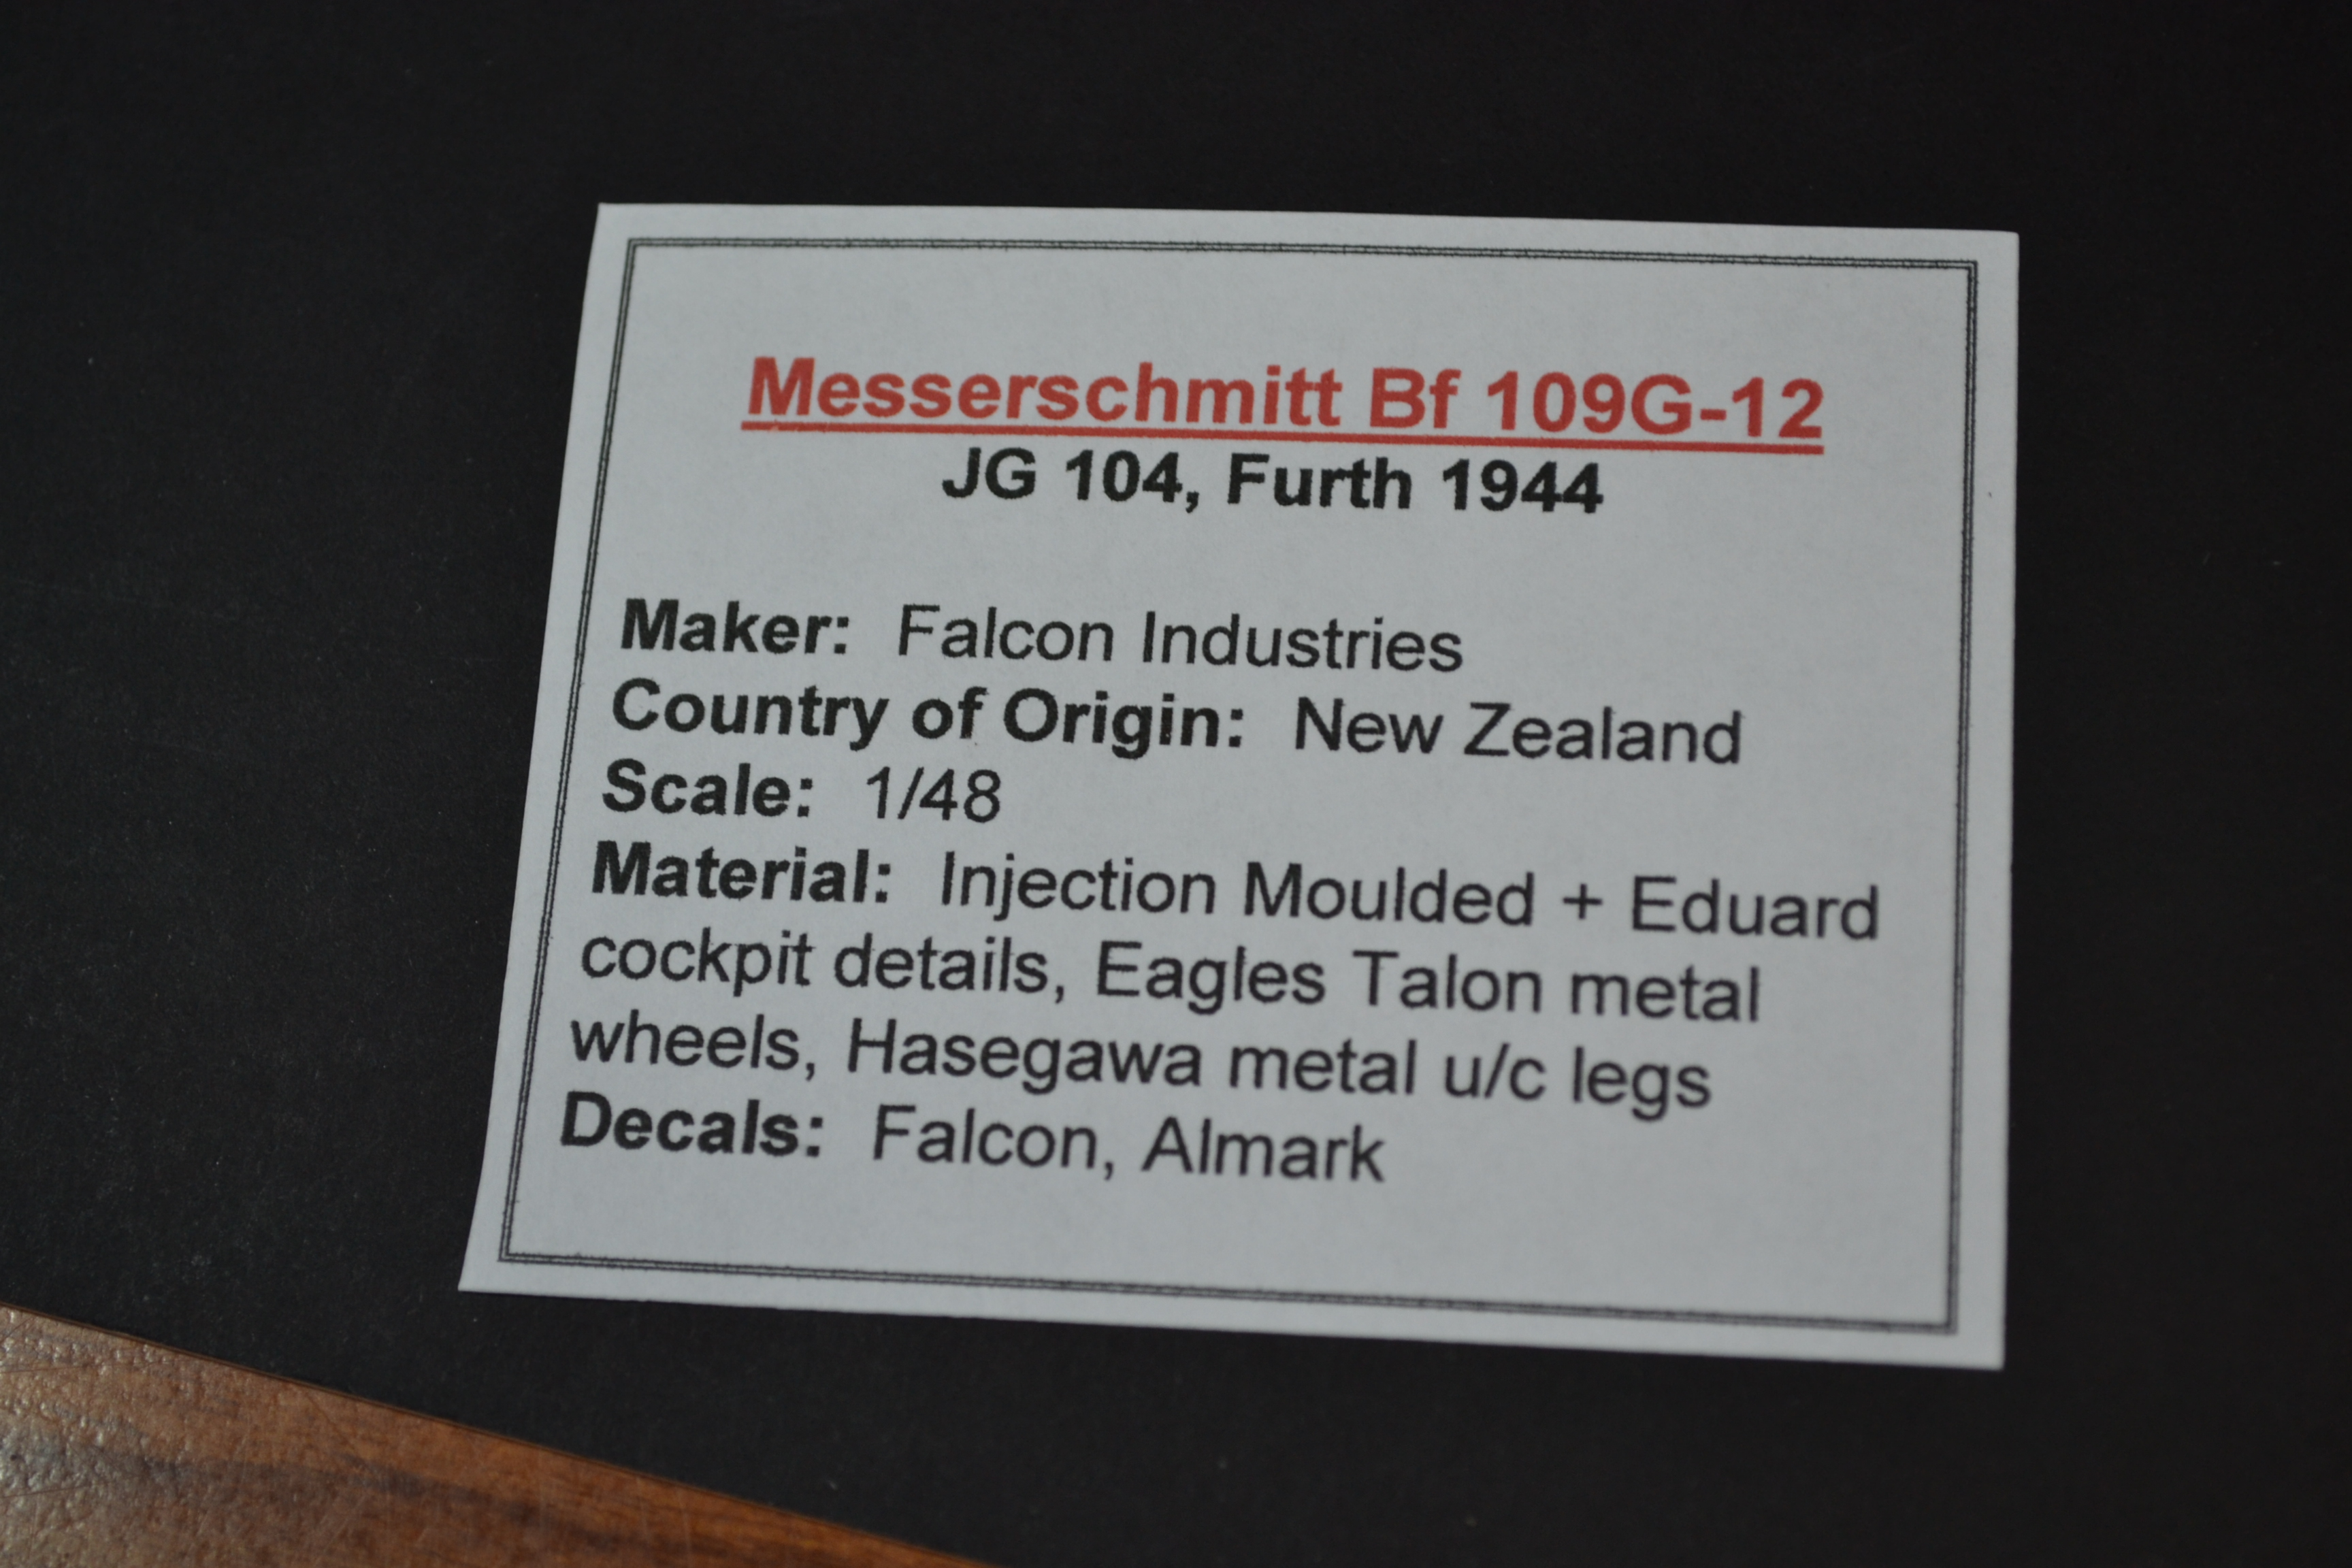 Messerschmitt Bf 109G-12
JG 104, Furth 1944
Maker: Falcon Industries
Country of Origin: New Zealand
Scale: 1/48
Material: Injection Moulded + Eduard
cockpit details, Eagles Talon metal
wheels, Hasegawa metal u/c legs
Decals: Falcon, Almark